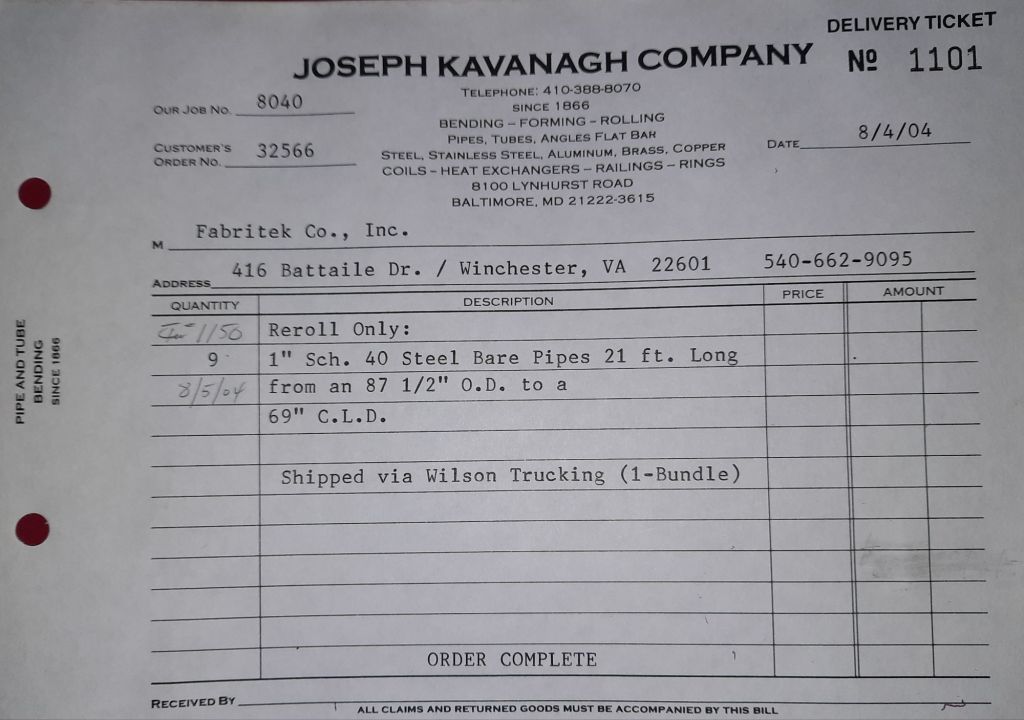 DELIVERY TICKET
JOSEPH KAVANAGH COMPANY
Nº 1101
TELEPHONE: 410-388-8070
SINCE 1866
BENDING – FORMING – ROLLING
PIPES, TUBES, ANGLES FLAT BAR
STEEL, STAINLESS STEEL, ALUMINUM, BRASS, COPPER
COILS – HEAT EXCHANGERS – RAILINGS – RINGS
8100 LYNHURST ROAD
BALTIMORE, MD 21222-3615
OUR JOB NO. 8040
CUSTOMER'S
ORDER NO. 32566
DATE 8/4/04
M Fabritek Co., Inc.
ADDRESS 416 Battaile Dr. / Winchester, VA 22601 540-662-9095
QUANTITY DESCRIPTION PRICE AMOUNT
1150 Reroll Only:
9 1" Sch. 40 Steel Bare Pipes 21 ft. Long
8/5/04 from an 87 1/2" O.D. to a
69" C.L.D.
Shipped via Wilson Trucking (1-Bundle)
ORDER COMPLETE
RECEIVED BY
ALL CLAIMS AND RETURNED GOODS MUST BE ACCOMPANIED BY THIS BILL
PIPE AND TUBE
BENDING
SINCE 1866